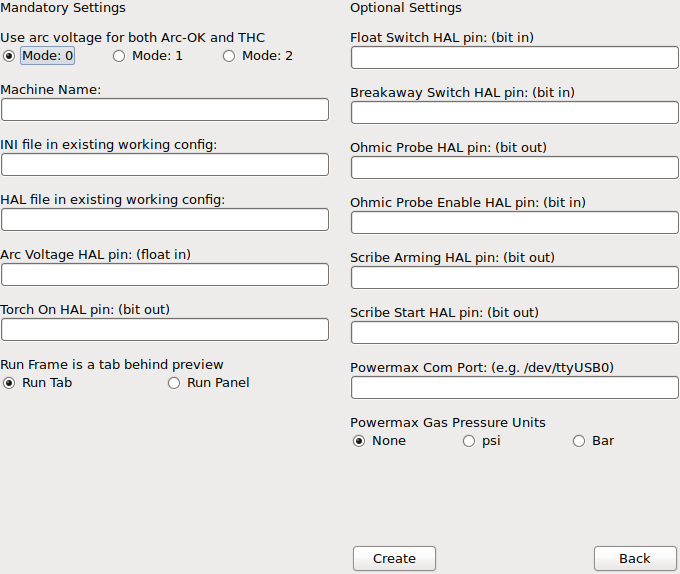 Mandatory Settings
Use arc voltage for both Arc-OK and THC
Mode: 0 Mode: 1 Mode: 2
Machine Name:
INI file in existing working config:
HAL file in existing working config:
Arc Voltage HAL pin: (float in)
Torch On HAL pin: (bit out)
Run Frame is a tab behind preview
Run Tab Run Panel
Optional Settings
Float Switch HAL pin: (bit in)
Breakaway Switch HAL pin: (bit in)
Ohmic Probe HAL pin: (bit out)
Ohmic Probe Enable HAL pin: (bit in)
Scribe Arming HAL pin: (bit out)
Scribe Start HAL pin: (bit out)
Powermax Com Port: (e.g. /dev/ttyUSB0)
Powermax Gas Pressure Units
None psi Bar
Create Back